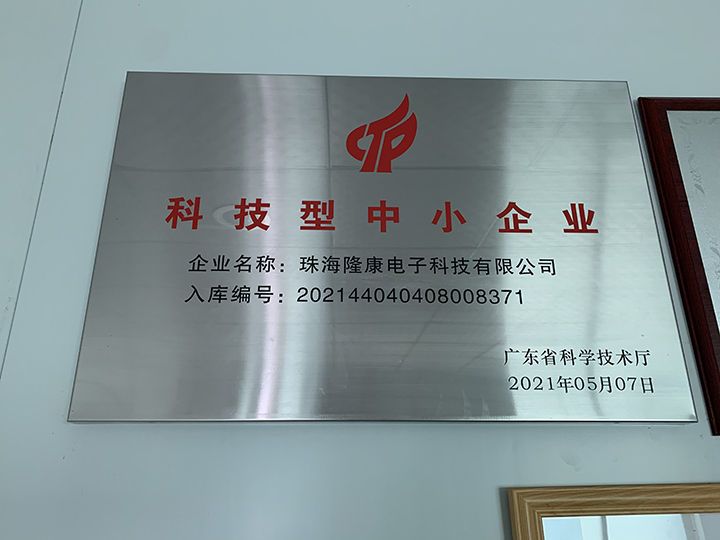 CTP
科技型中小企业
企业名称：珠海隆康电子科技有限公司
入库编号：202144040408008371
广东省科学技术厅
2021年05月07日